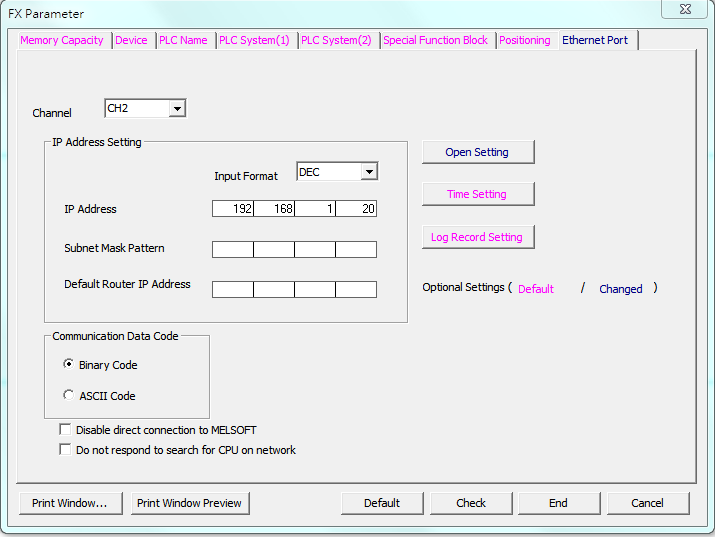 FX Parameter
Memory Capacity Device PLC Name PLC System(1) PLC System(2) Special Function Block Positioning Ethernet Port
Channel CH2
IP Address Setting
Input Format DEC
IP Address 192 168 1 20
Subnet Mask Pattern
Default Router IP Address
Open Setting
Time Setting
Log Record Setting
Optional Settings ( Default / Changed )
Communication Data Code
Binary Code
ASCII Code
Disable direct connection to MELSOFT
Do not respond to search for CPU on network
Print Window... Print Window Preview Default Check End Cancel